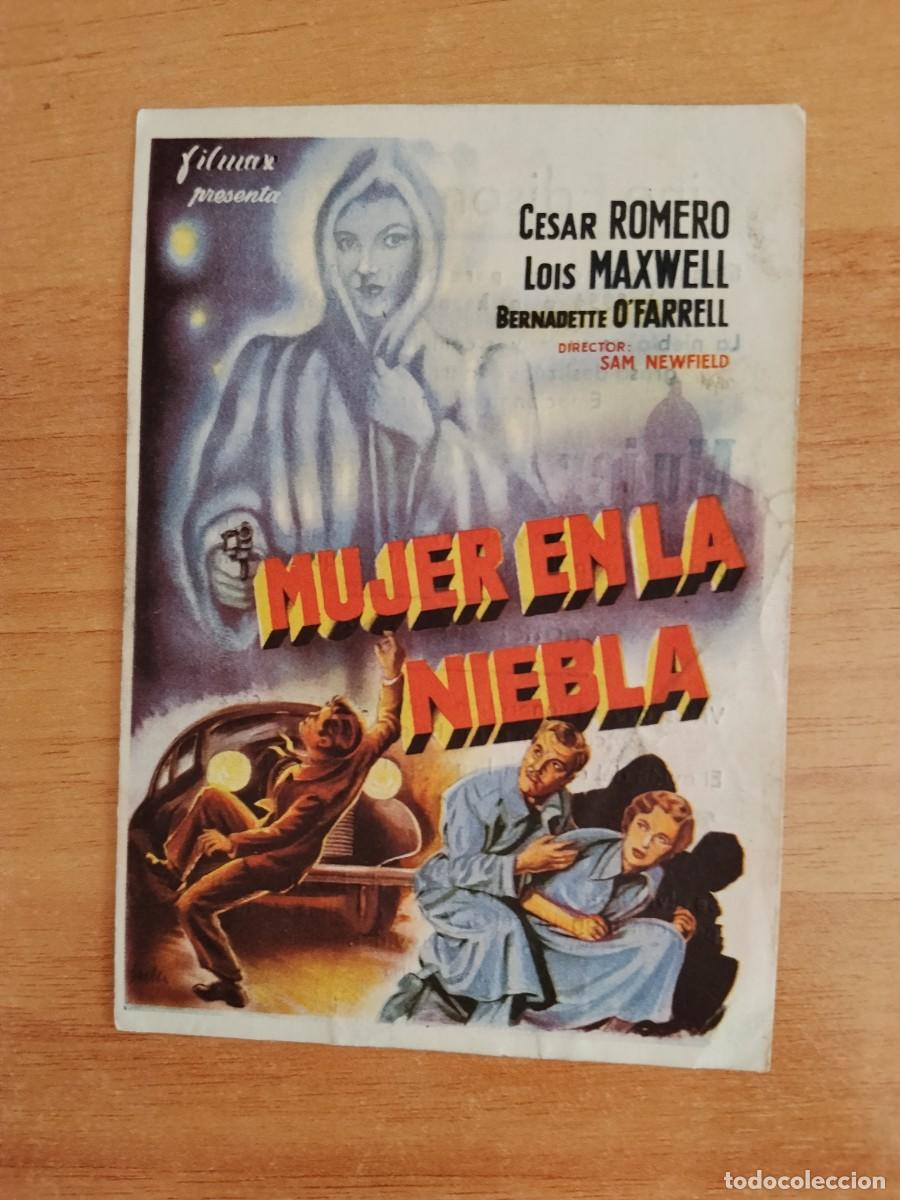 filmax
presenta
CESAR ROMERO
LOIS MAXWELL
BERNADETTE O'FARRELL
DIRECTOR:
SAM NEWFIELD
MUJER EN LA
NIEBLA
todocoleccion